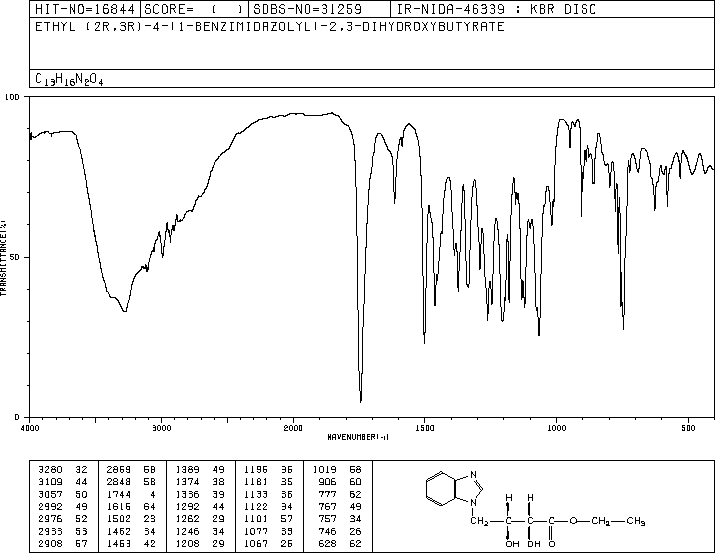 HIT-NO=16844 SCORE= ( ) SDBS-NO=31259 IR-NIDA-46339 : KBR DISC
ETHYL (2R,3R)-4-(1-BENZIMIDAZOLYL)-2,3-DIHYDROXYBUTYRATE
C13H16N2O4
100
50
0
TRANSMITTANCE(%)
4000 3000 2000 1500 1000 500
WAVENUMBER(-1)
3280 32 2869 58 1389 49 1196 35 1019 58
3109 44 2848 58 1374 38 1181 35 906 60
3057 50 1744 4 1336 39 1133 36 777 62
2992 49 1616 64 1292 44 1122 34 767 49
2976 52 1502 23 1262 29 1101 57 757 34
2933 53 1462 34 1246 34 1077 39 746 26
2908 57 1453 42 1208 29 1067 26 628 62
N
N
H H
CH2 C C C O CH2 CH3
OH OH O